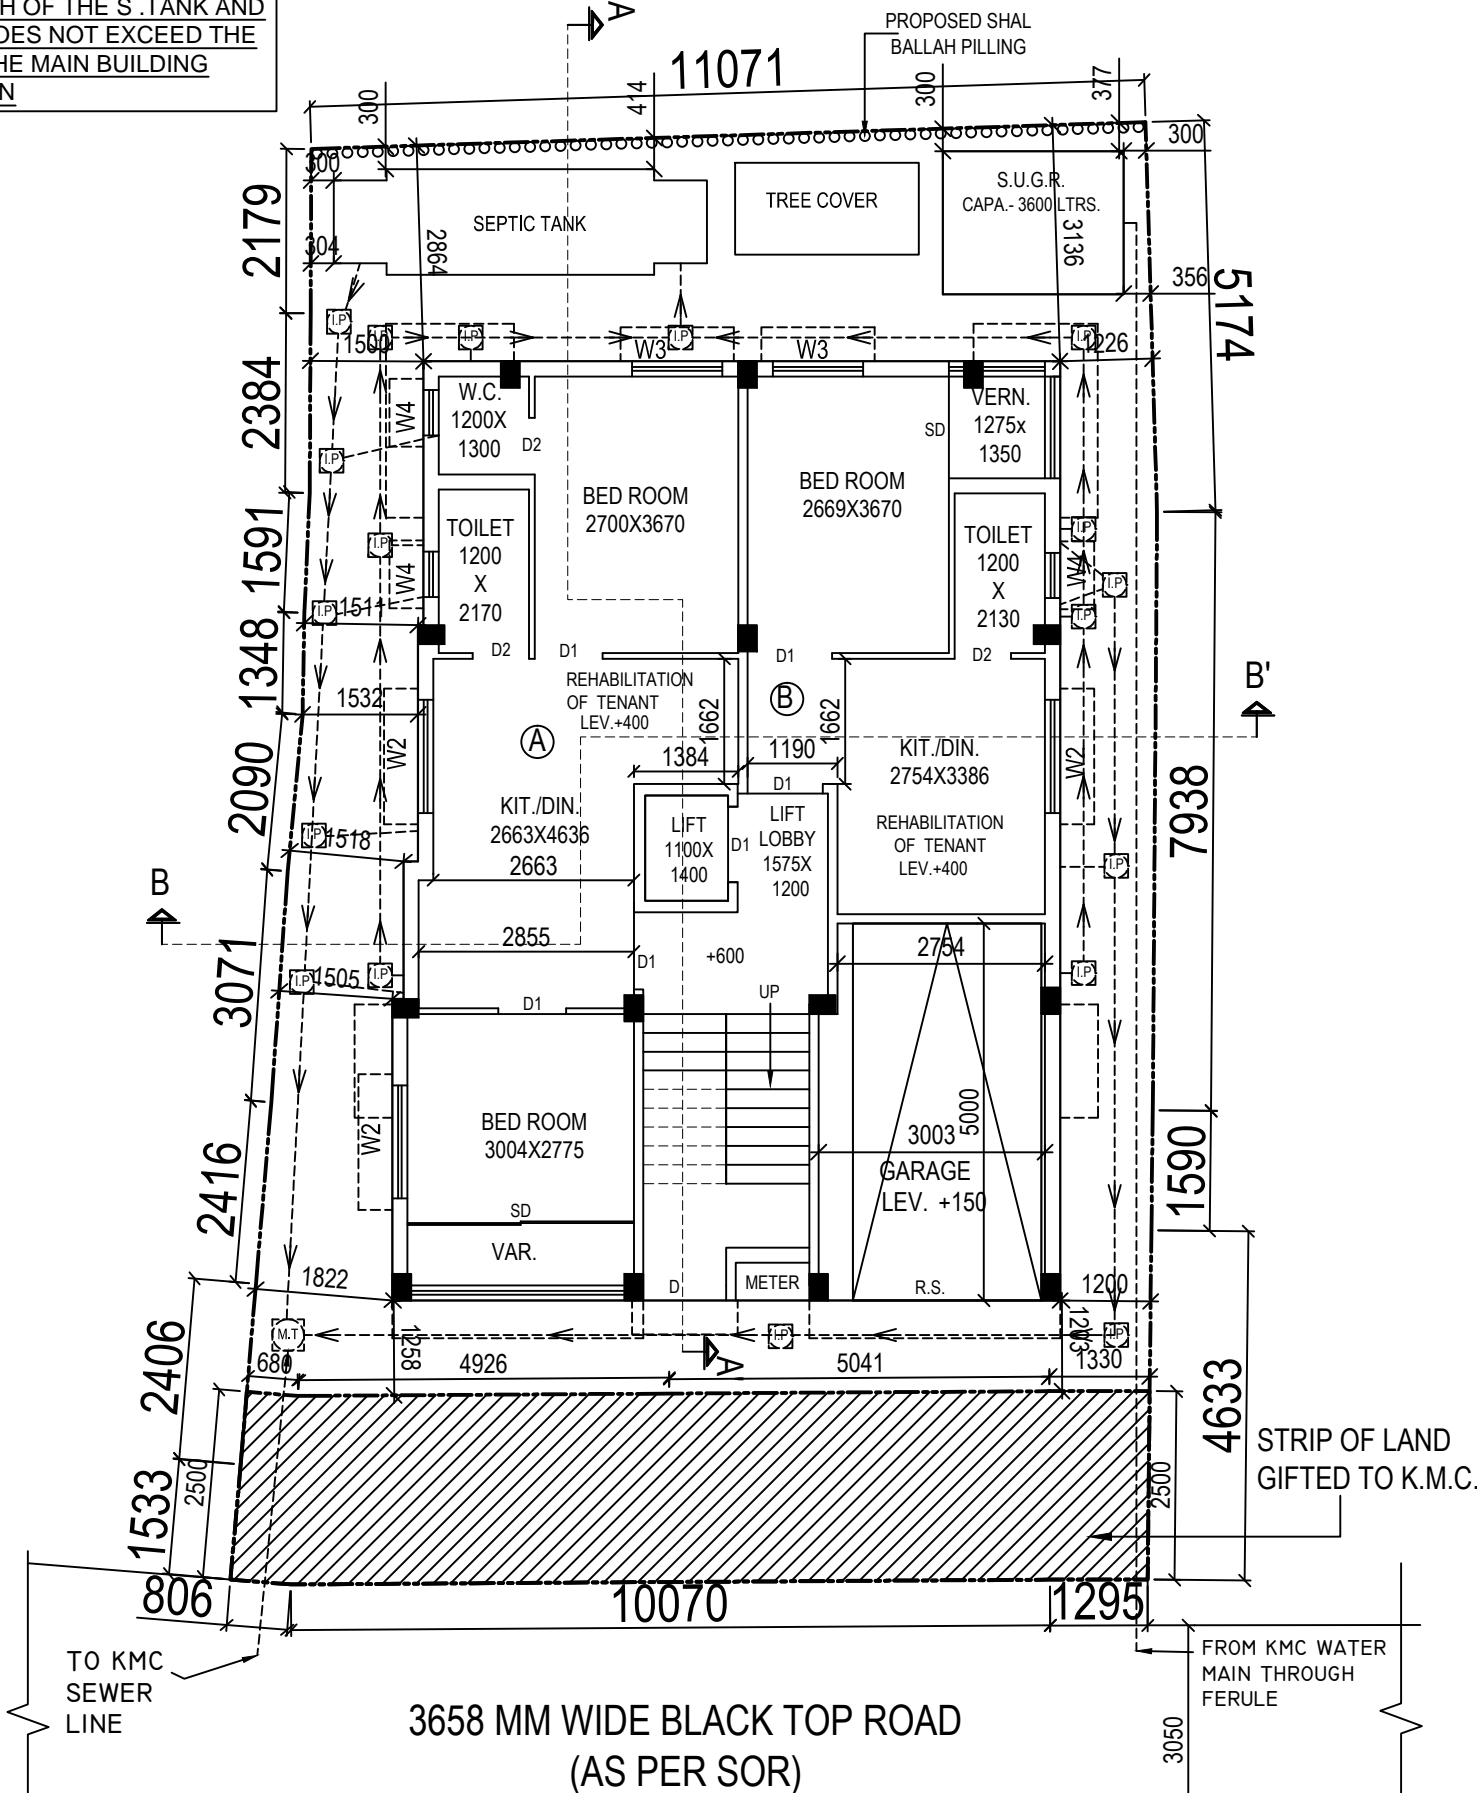 H OF THE S .TANK AND
DOES NOT EXCEED THE
HE MAIN BUILDING
N
A
PROPOSED SHAL
BALLAH PILLING
11071
300
414
300
377
300
300
2179
SEPTIC TANK
TREE COVER
S.U.G.R.
CAPA.- 3600 LTRS.
304
2864
3136
356
5174
I.P
I.P
I.P
I.P
I.P
1500
W3
W3
1226
2384
W4
W.C.
1200X
1300
D2
SD
VERN.
1275x
1350
I.P
BED ROOM
2700X3670
BED ROOM
2669X3670
1591
I.P
W4
TOILET
1200
X
2170
TOILET
1200
X
2130
I.P
W4
I.P
I.P
1511
I.P
1348
D2
D1
D1
D2
REHABILITATION
OF TENANT
LEV.+400
1532
1662
B
1662
B'
A
W2
1384
1190
KIT./DIN.
2754X3386
W2
D1
2090
KIT./DIN.
2663X4636
2663
LIFT
1100X
1400
D1
LIFT
LOBBY
1575X
1200
REHABILITATION
OF TENANT
LEV.+400
7938
I.P
1518
I.P
B
3071
2855
D1
+600
2754
I.P
1505
I.P
I.P
D1
UP
W2
BED ROOM
3004X2775
5000
3003
GARAGE
LEV. +150
1590
2416
SD
VAR.
1822
D
METER
R.S.
1200
M.T
1258
I.P
1203
I.P
2406
680
4926
A'
5041
1330
4633
STRIP OF LAND
GIFTED TO K.M.C.
1533
2500
2500
806
10070
1295
TO KMC
SEWER
LINE
FROM KMC WATER
MAIN THROUGH
FERULE
3658 MM WIDE BLACK TOP ROAD
(AS PER SOR)
3050